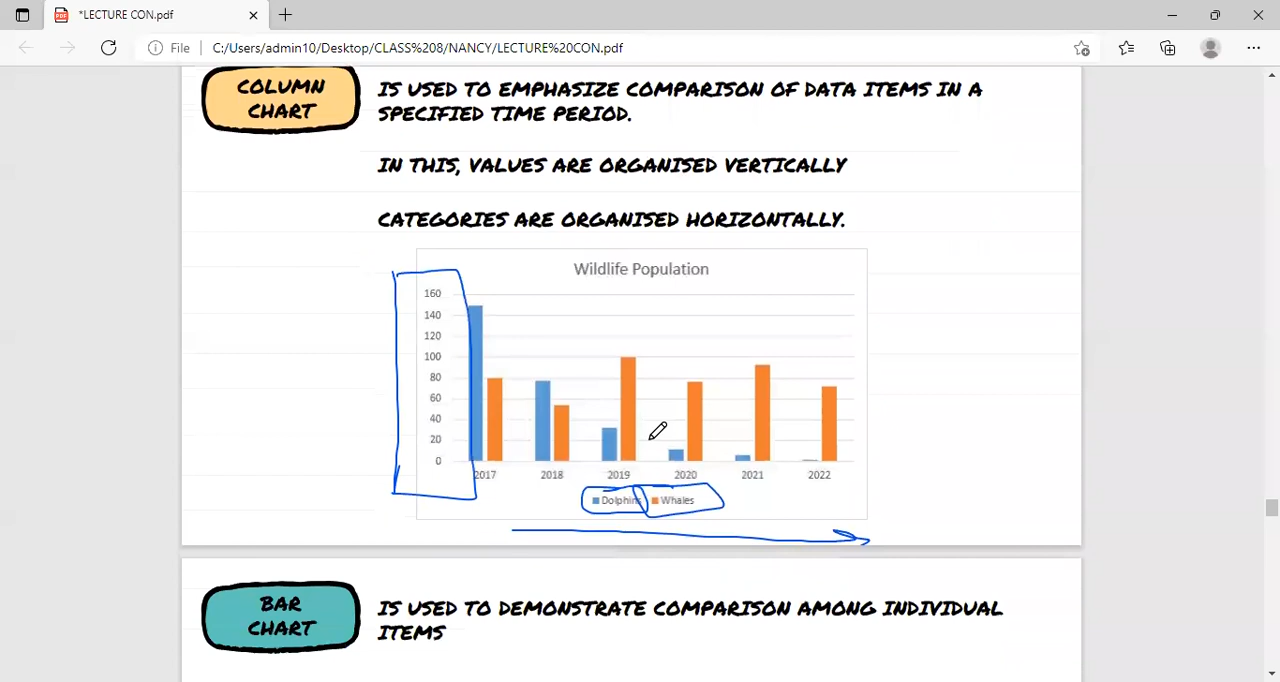 *LECTURE CON.pdf
File C:/Users/admin10/Desktop/CLASS%208/NANCY/LECTURE%20CON.pdf
COLUMN
CHART
IS USED TO EMPHASIZE COMPARISON OF DATA ITEMS IN A
SPECIFIED TIME PERIOD.
IN THIS, VALUES ARE ORGANISED VERTICALLY
CATEGORIES ARE ORGANISED HORIZONTALLY.
Wildlife Population
160
140
120
100
80
60
40
20
0
2017 2018 2019 2020 2021 2022
Dolphins Whales
BAR
CHART
IS USED TO DEMONSTRATE COMPARISON AMONG INDIVIDUAL
ITEMS